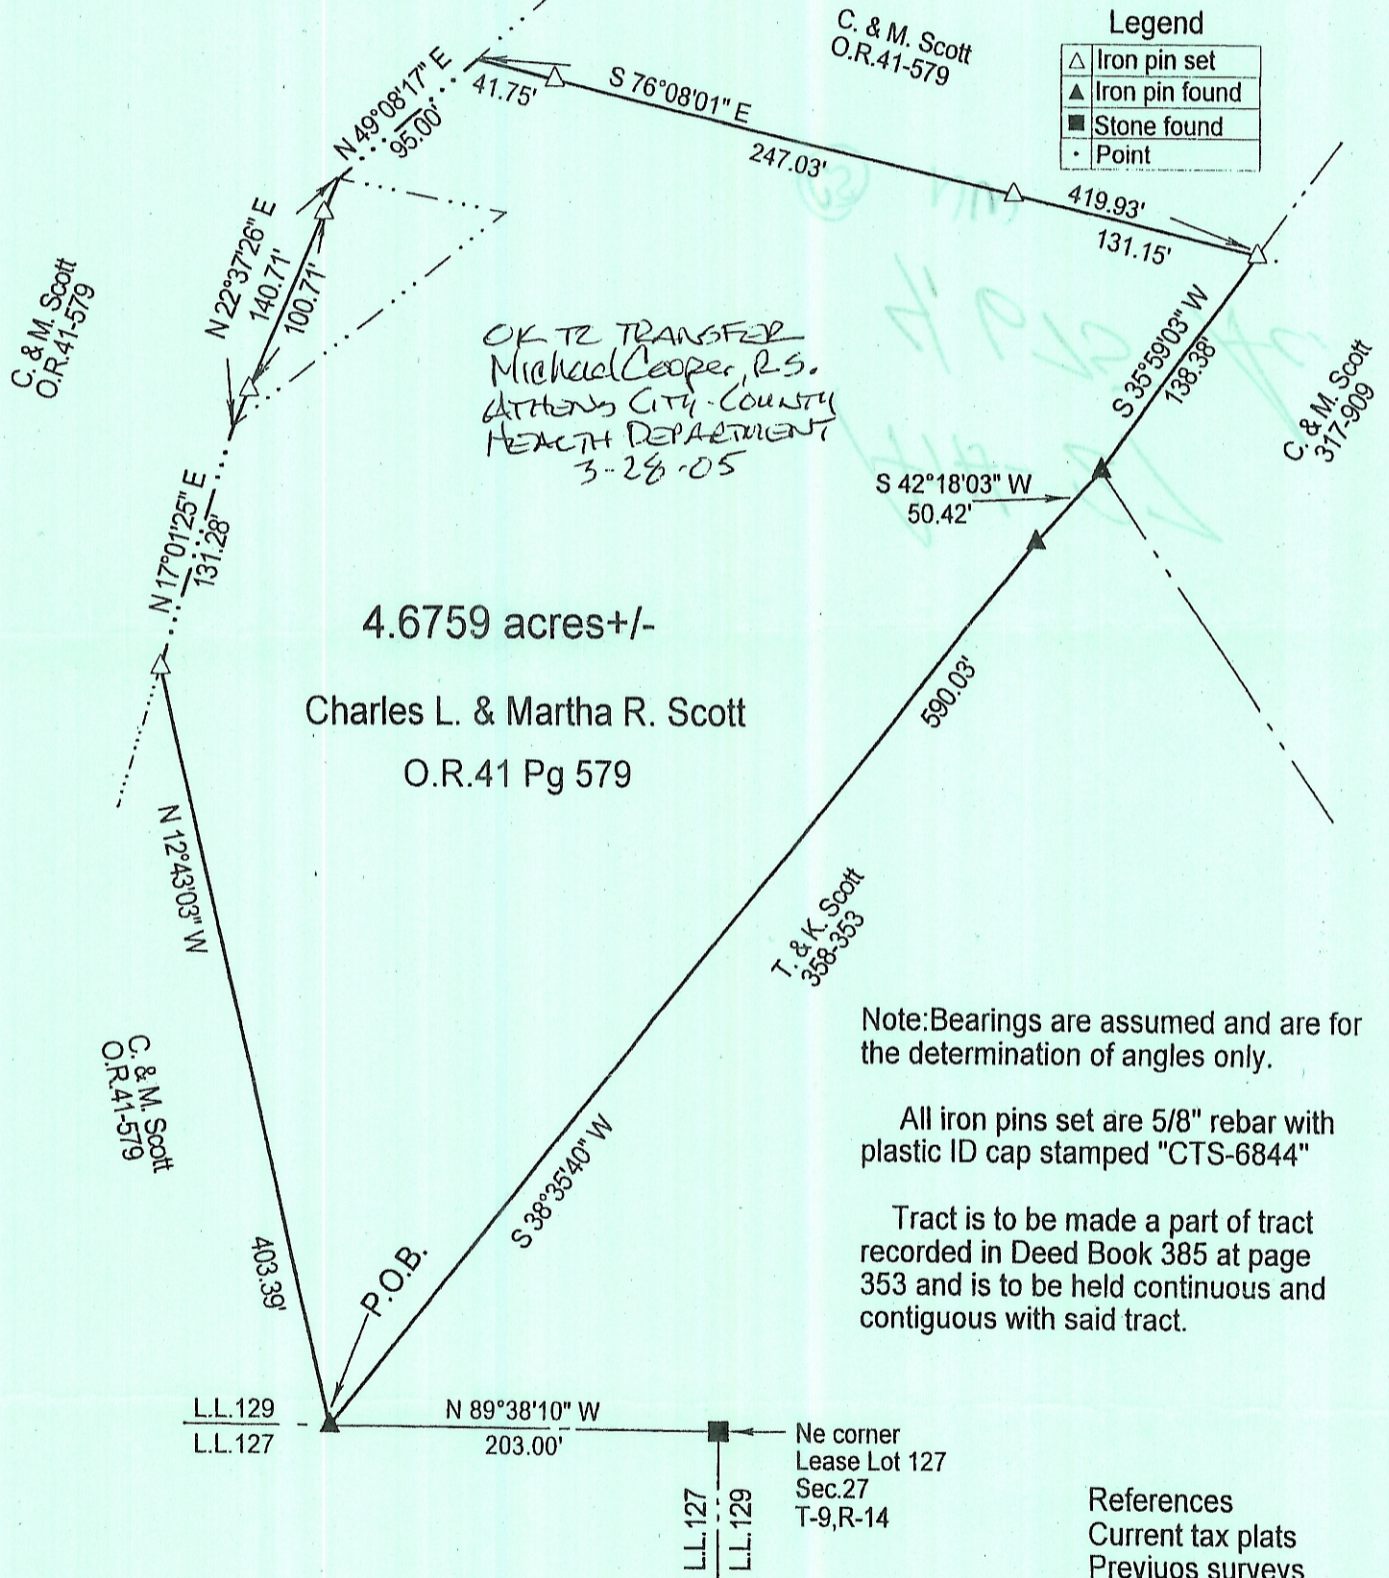 C. & M. Scott
O.R.41-579
Legend
△ Iron pin set
▲ Iron pin found
■ Stone found
· Point
N 49°08'17" E
95.00'
41.75'
S 76°08'01" E
247.03'
419.93'
131.15'
N 22°37'26" E
140.71'
100.71'
C. & M. Scott
O.R.41-579
S 35°59'03" W
138.38'
C. & M. Scott
317-909
OK TO TRANSFER
Michael Cooper, R.S.
ATHENS CITY-COUNTY
HEALTH DEPARTMENT
3-28-05
S 42°18'03" W
50.42'
N 17°01'25" E
131.28'
4.6759 acres+/-
Charles L. & Martha R. Scott
O.R.41 Pg 579
590.03'
N 12°43'03" W
T. & K. Scott
358-353
Note:Bearings are assumed and are for
the determination of angles only.
C. & M. Scott
O.R.41-579
All iron pins set are 5/8" rebar with
plastic ID cap stamped "CTS-6844"
S 38°35'40" W
Tract is to be made a part of tract
recorded in Deed Book 385 at page
353 and is to be held continuous and
contiguous with said tract.
403.39'
P.O.B.
L.L.129
L.L.127
N 89°38'10" W
203.00'
Ne corner
Lease Lot 127
Sec.27
T-9,R-14
L.L.127
L.L.129
References
Current tax plats
Previuos surveys